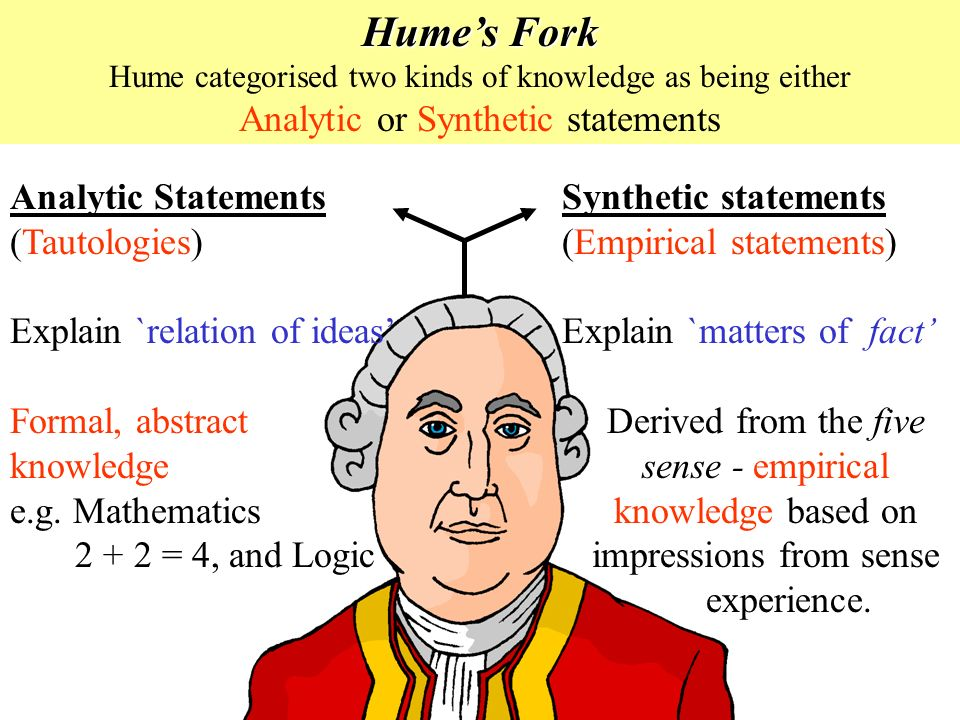 Hume’s Fork
Hume categorised two kinds of knowledge as being either
Analytic or Synthetic statements
Analytic Statements
(Tautologies)
Explain `relation of ideas’
Formal, abstract
knowledge
e.g. Mathematics
2 + 2 = 4, and Logic
Synthetic statements
(Empirical statements)
Explain `matters of fact’
Derived from the five
sense - empirical
knowledge based on
impressions from sense
experience.